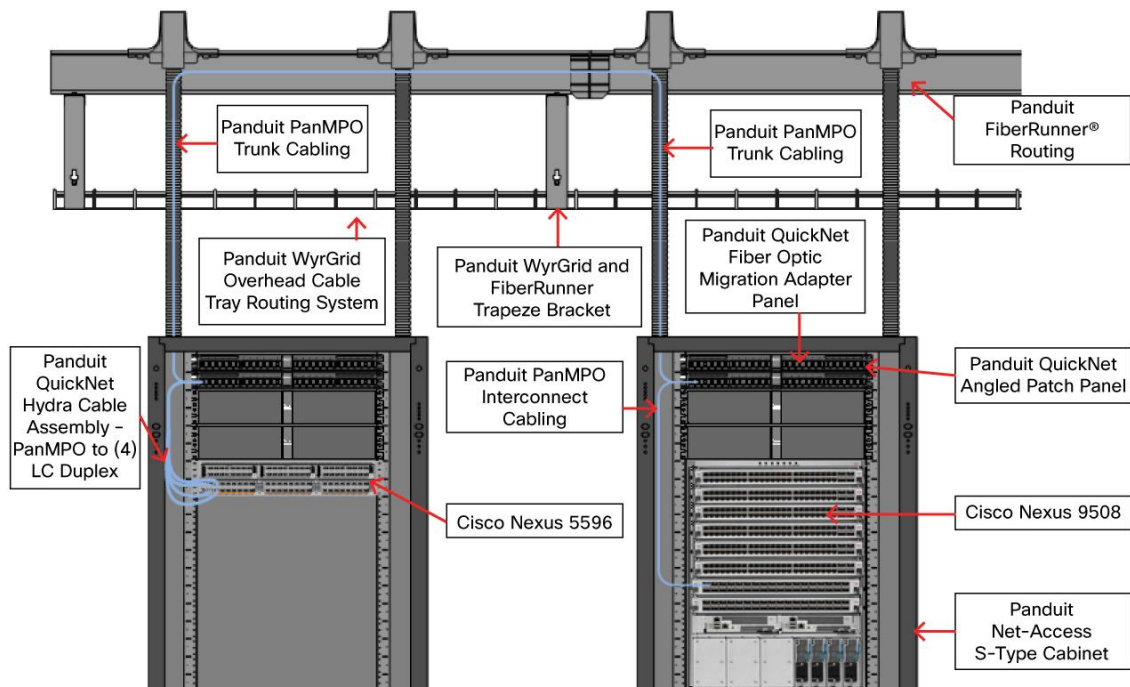 Panduit PanMPO
Trunk Cabling
Panduit PanMPO
Trunk Cabling
Panduit
FiberRunner®
Routing
Panduit WyrGrid
Overhead Cable
Tray Routing System
Panduit WyrGrid and
FiberRunner
Trapeze Bracket
Panduit QuickNet
Fiber Optic
Migration Adapter
Panel
Panduit
QuickNet
Hydra Cable
Assembly –
PanMPO to (4)
LC Duplex
Panduit PanMPO
Interconnect
Cabling
Panduit QuickNet
Angled Patch Panel
Cisco Nexus 5596
Cisco Nexus 9508
Panduit
Net-Access
S-Type Cabinet